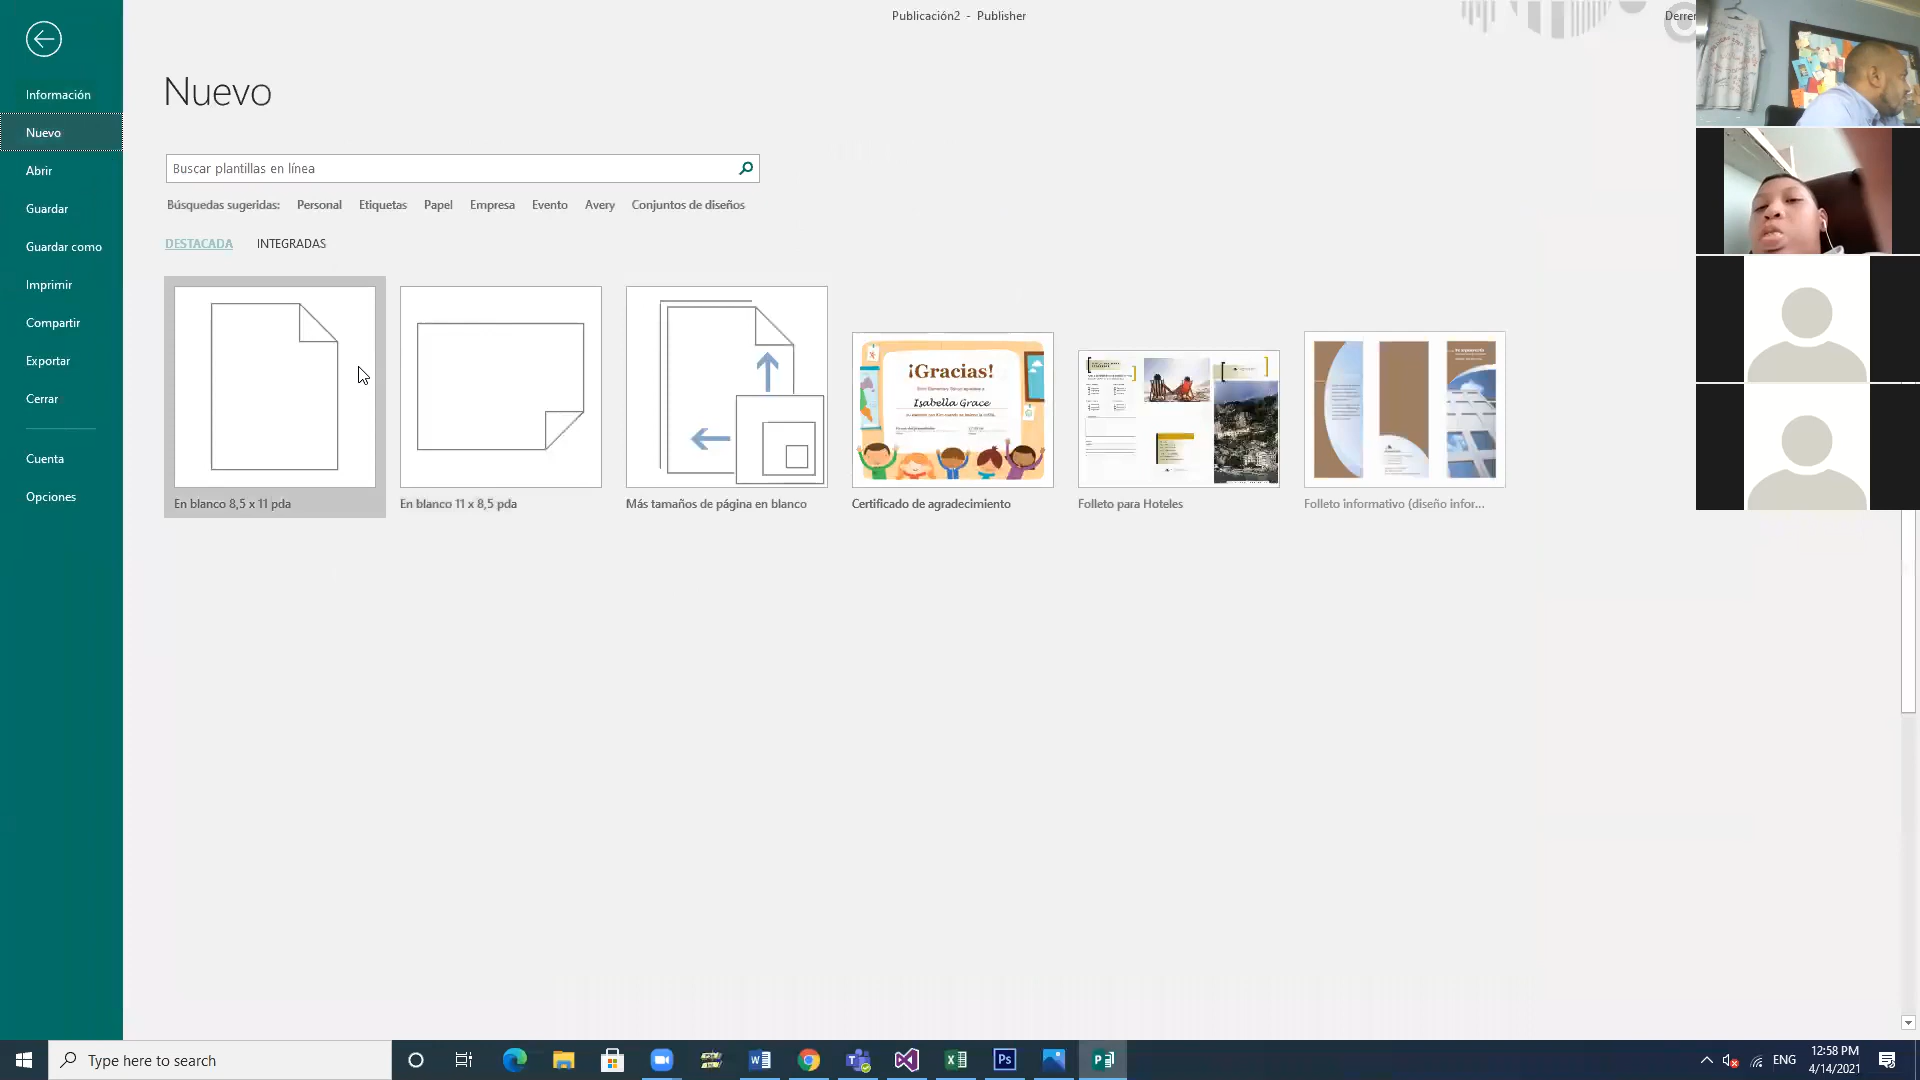 Publicación2 - Publisher
Nuevo
Información
Nuevo
Abrir
Guardar
Guardar como
Imprimir
Compartir
Exportar
Cerrar
Cuenta
Opciones
Buscar plantillas en línea
Búsquedas sugeridas: Personal Etiquetas Papel Empresa Evento Avery Conjuntos de diseños
DESTACADA INTEGRADAS
¡Gracias!
Isabella Grace
En blanco 8,5 x 11 pda
En blanco 11 x 8,5 pda
Más tamaños de página en blanco
Certificado de agradecimiento
Folleto para Hoteles
Folleto informativo (diseño infor...
Type here to search
ENG
12:58 PM
4/14/2021